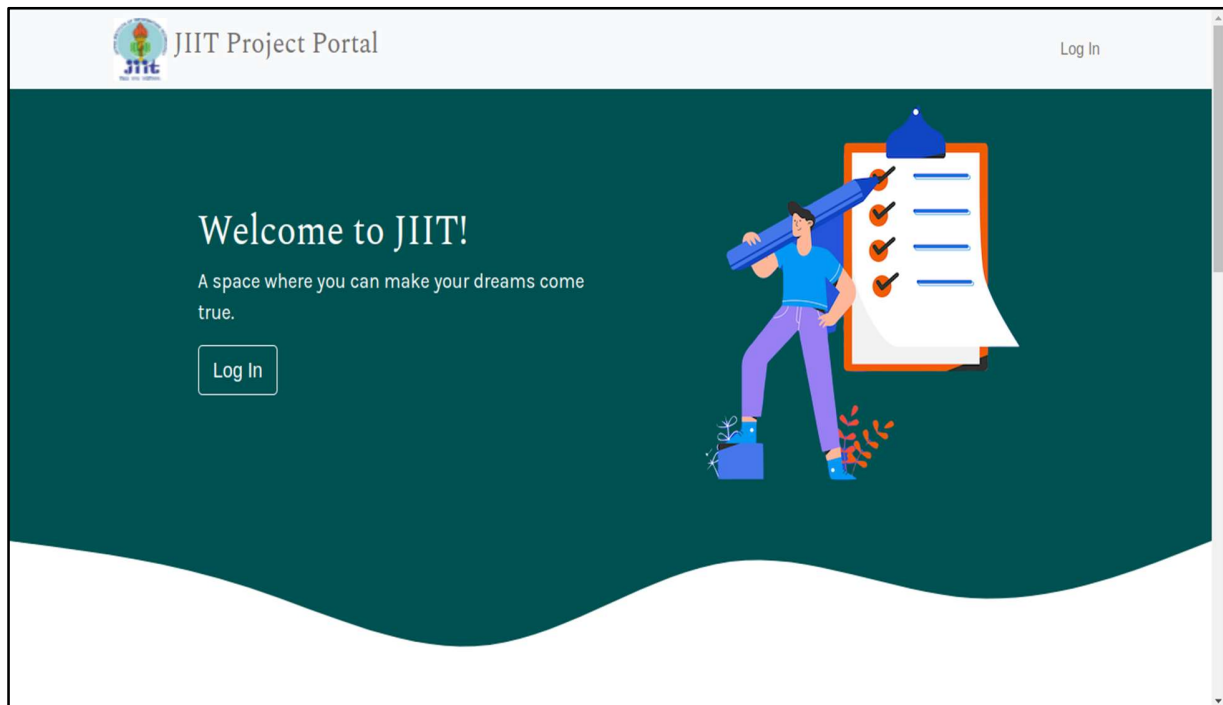 Jiit
JIIT Project Portal
Log In
Welcome to JIIT!
A space where you can make your dreams come
true.
Log In